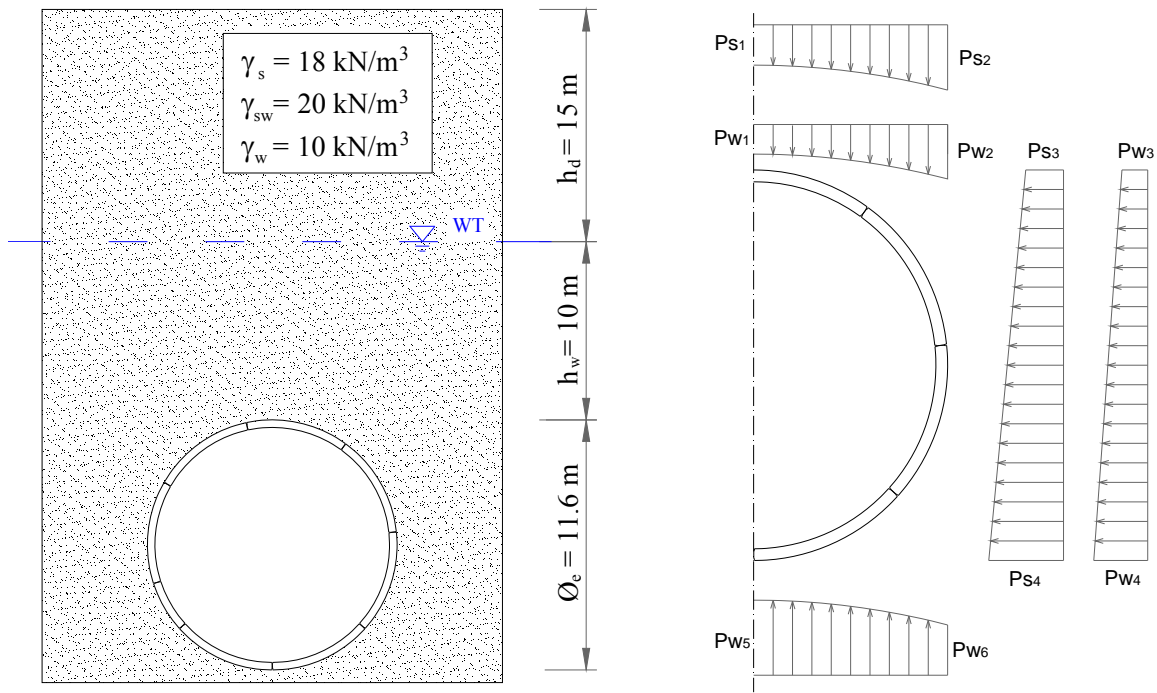 γs = 18 kN/m³
γsw= 20 kN/m³
γw = 10 kN/m³
WT
hd= 15 m
hw= 10 m
Øe = 11.6 m
Ps1
Ps2
Pw1
Pw2
Ps3
Pw3
Ps4
Pw4
Pw5
Pw6